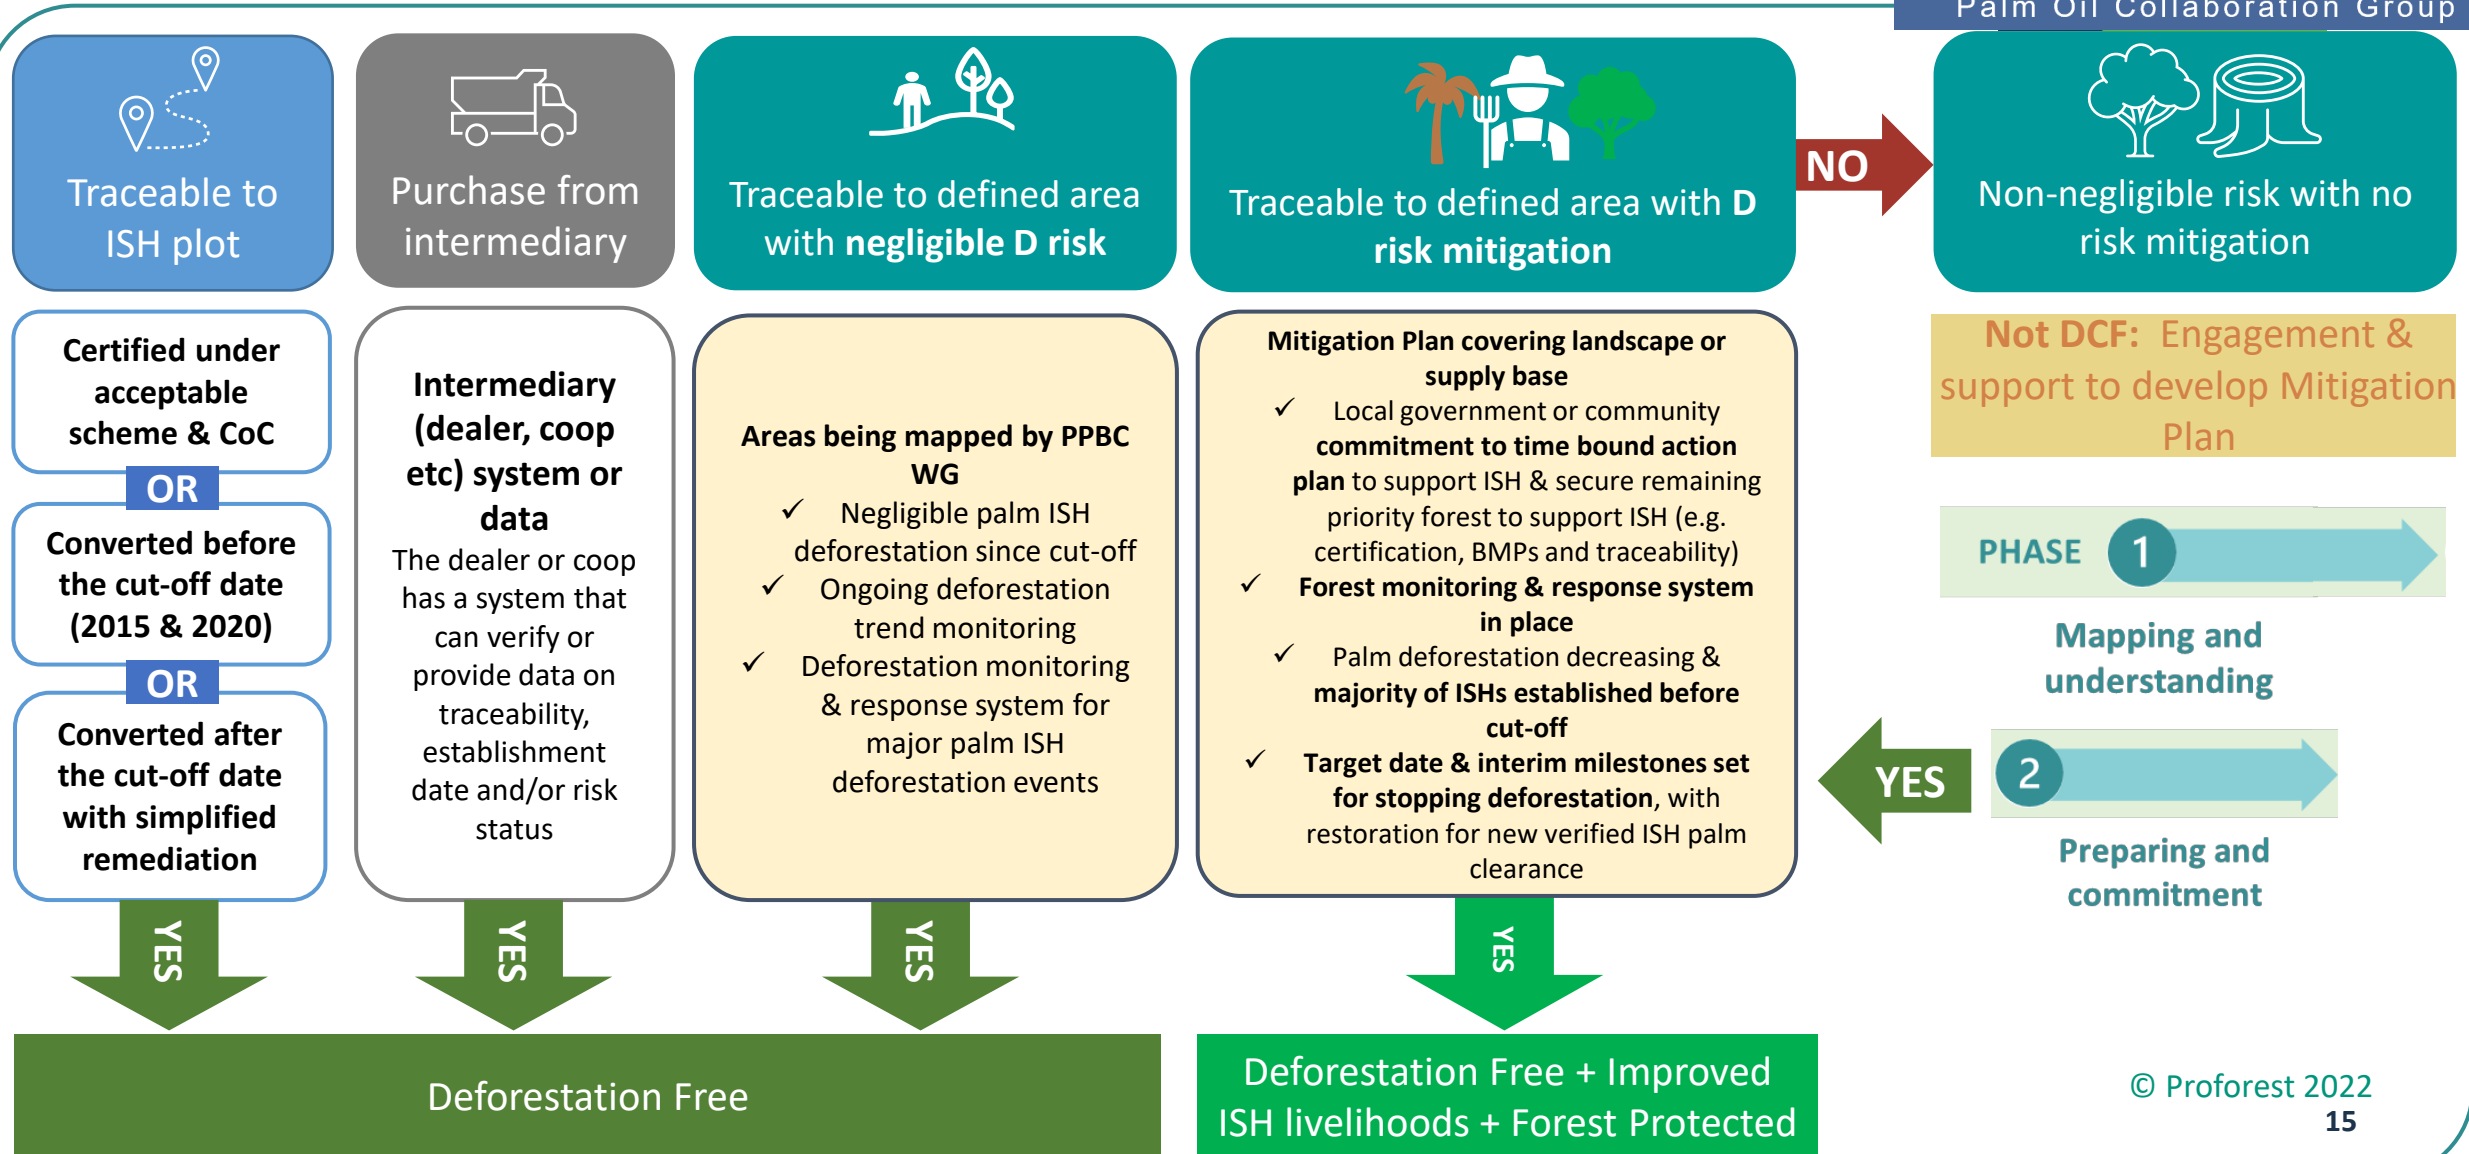 Palm Oil Collaboration Group
Traceable to
ISH plot
Certified under
acceptable
scheme & CoC
OR
Converted before
the cut-off date
(2015 & 2020)
OR
Converted after
the cut-off date
with simplified
remediation
YES
Purchase from
intermediary
Intermediary
(dealer, coop
etc) system or
data
The dealer or coop
has a system that
can verify or
provide data on
traceability,
establishment
date and/or risk
status
YES
Traceable to defined area
with negligible D risk
Areas being mapped by PPBC
WG
✓ Negligible palm ISH
deforestation since cut-off
✓ Ongoing deforestation
trend monitoring
✓ Deforestation monitoring
& response system for
major palm ISH
deforestation events
YES
Deforestation Free
Traceable to defined area with D
risk mitigation
Mitigation Plan covering landscape or
supply base
✓ Local government or community
commitment to time bound action
plan to support ISH & secure remaining
priority forest to support ISH (e.g.
certification, BMPs and traceability)
✓ Forest monitoring & response system
in place
✓ Palm deforestation decreasing &
majority of ISHs established before
cut-off
✓ Target date & interim milestones set
for stopping deforestation, with
restoration for new verified ISH palm
clearance
YES
Deforestation Free + Improved
ISH livelihoods + Forest Protected
NO
Non-negligible risk with no
risk mitigation
Not DCF: Engagement &
support to develop Mitigation
Plan
PHASE 1
Mapping and
understanding
YES
2
Preparing and
commitment
© Proforest 2022
15